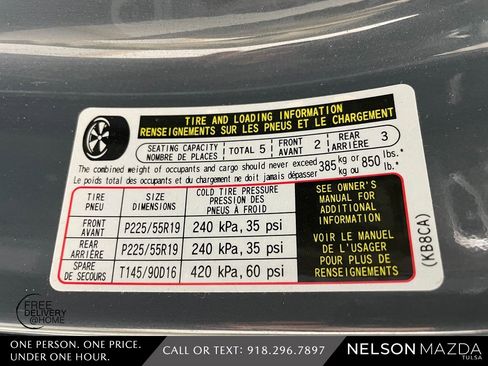 TIRE AND LOADING INFORMATION
RENSEIGNEMENTS SUR LES PNEUS ET LE CHARGEMENT
SEATING CAPACITY
NOMBRE DE PLACES
TOTAL 5
FRONT
AVANT 2
REAR
ARRIÈRE 3
The combined weight of occupants and cargo should never exceed 385 kg or 850 lbs.
Le poids total des occupants et du chargement ne doit jamais dépasser kg ou lb.
TIRE
PNEU
SIZE
DIMENSIONS
COLD TIRE PRESSURE
PRESSION DES
PNEUS À FROID
FRONT
AVANT
P225/55R19
240 kPa, 35 psi
REAR
ARRIÈRE
P225/55R19
240 kPa, 35 psi
SPARE
DE SECOURS
T145/90D16
420 kPa, 60 psi
SEE OWNER'S
MANUAL FOR
ADDITIONAL
INFORMATION
VOIR LE MANUEL
DE L'USAGER
POUR PLUS DE
RENSEIGNEMENTS
(KB8CA)
FREE
DELIVERY
@HOME
ONE PERSON. ONE PRICE.
UNDER ONE HOUR.
CALL OR TEXT: 918.296.7897
NELSON MAZDA
TULSA